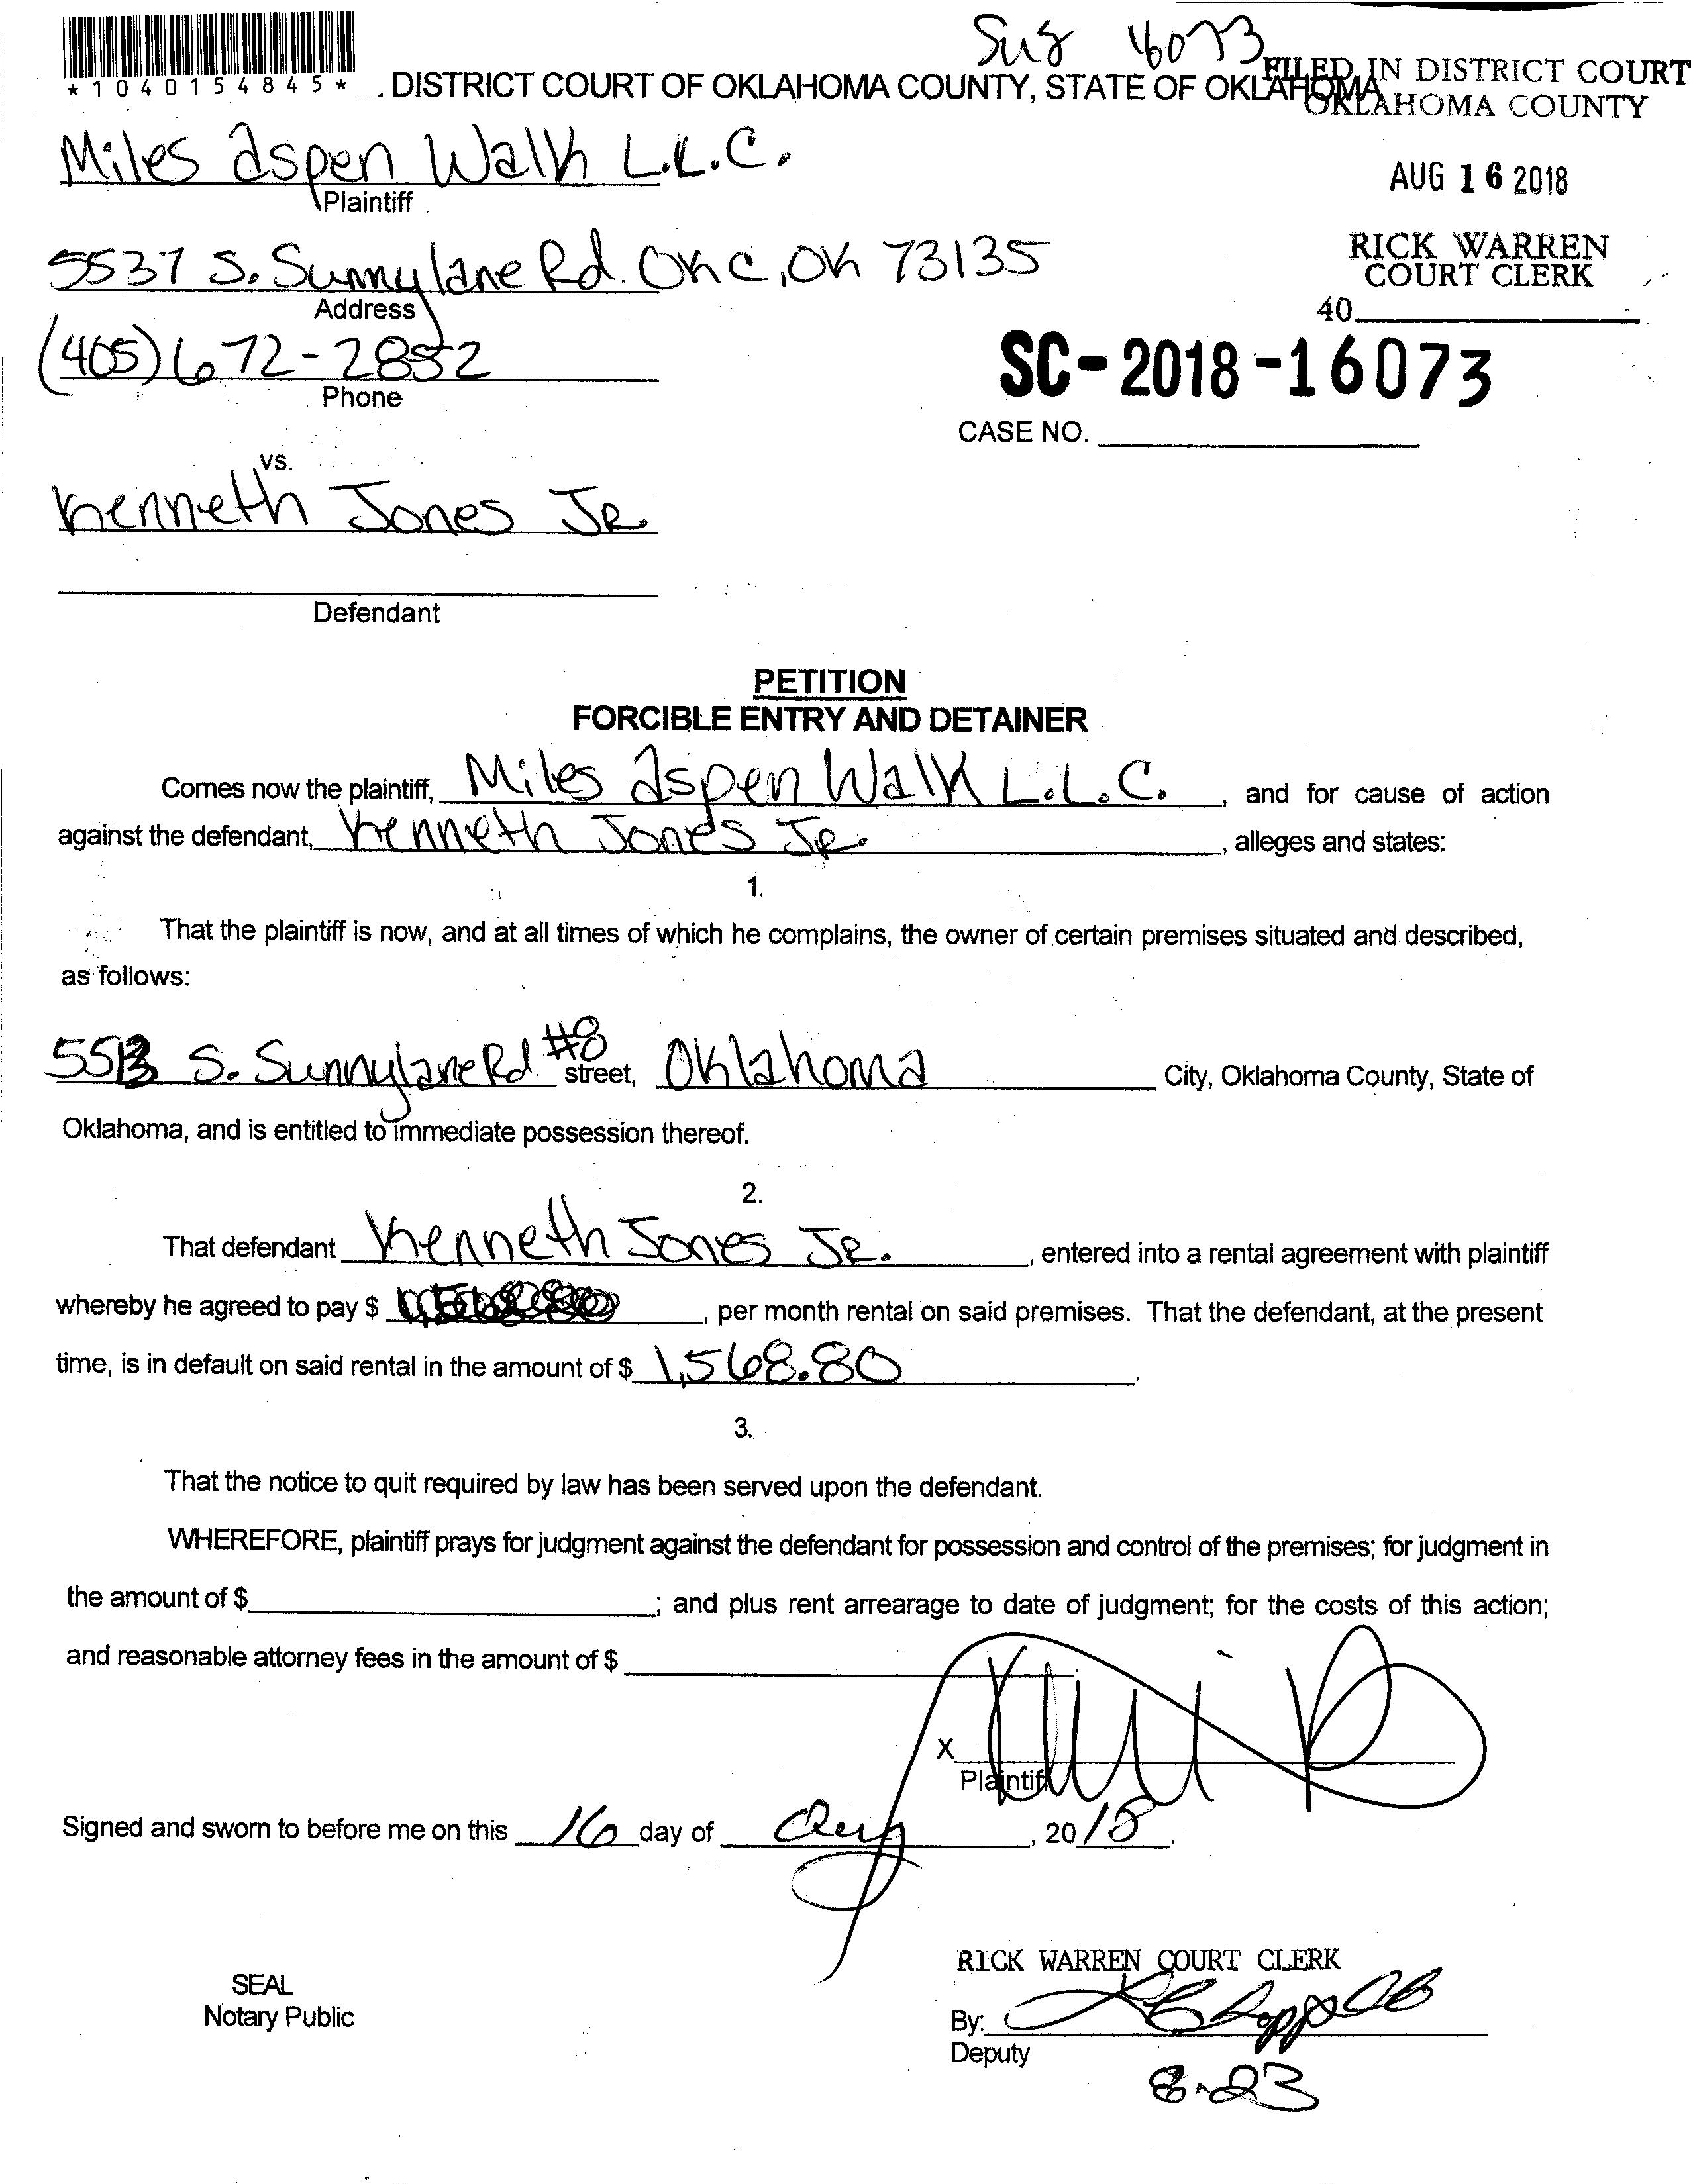 Sug 16073
*1040154845* DISTRICT COURT OF OKLAHOMA COUNTY, STATE OF OKLAHOMA
FILED IN DISTRICT COURT
OKLAHOMA COUNTY
Miles aspen Walk L.L.C.
Plaintiff
AUG 16 2018
5537 S. Sunnylane Rd. OKC, OK 73135
Address
RICK WARREN
COURT CLERK
40
(405) 672-2852
Phone
SC-2018-16073
CASE NO.
vs.
Kenneth Jones JR.
Defendant
PETITION
FORCIBLE ENTRY AND DETAINER
Comes now the plaintiff, Miles aspen Walk L.L.C., and for cause of action
against the defendant, Kenneth Jones JR., alleges and states:
1.
That the plaintiff is now, and at all times of which he complains, the owner of certain premises situated and described,
as follows:
S. Sunnylane Rd. #8 street, Oklahoma City, Oklahoma County, State of
Oklahoma, and is entitled to immediate possession thereof.
2.
That defendant Kenneth Jones JR., entered into a rental agreement with plaintiff
whereby he agreed to pay $ , per month rental on said premises. That the defendant, at the present
time, is in default on said rental in the amount of $ 1,568.80.
3.
That the notice to quit required by law has been served upon the defendant.
WHEREFORE, plaintiff prays for judgment against the defendant for possession and control of the premises; for judgment in
the amount of $ ; and plus rent arrearage to date of judgment; for the costs of this action;
and reasonable attorney fees in the amount of $
X
Plaintiff
Signed and sworn to before me on this 16 day of Aug, 2018.
RICK WARREN COURT CLERK
SEAL
Notary Public
By:
Deputy
8-23